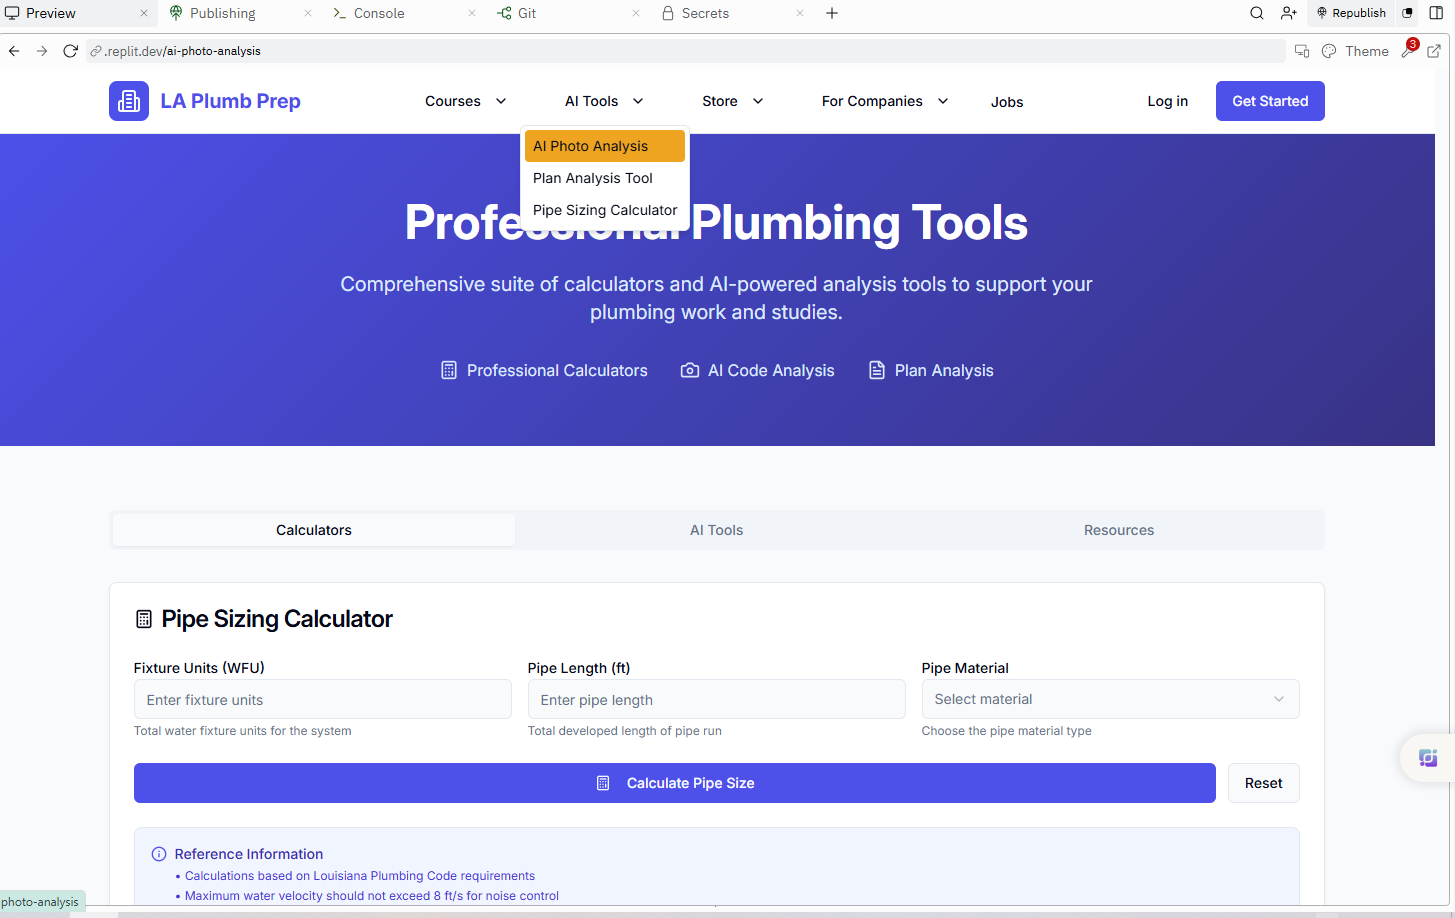 Preview
Publishing
Console
Git
Secrets
Republish
.replit.dev/ai-photo-analysis
Theme
3
LA Plumb Prep
Courses
AI Tools
Store
For Companies
Jobs
Log in
Get Started
AI Photo Analysis
Plan Analysis Tool
Pipe Sizing Calculator
Professional Plumbing Tools
Comprehensive suite of calculators and AI-powered analysis tools to support your
plumbing work and studies.
Professional Calculators
AI Code Analysis
Plan Analysis
Calculators
AI Tools
Resources
Pipe Sizing Calculator
Fixture Units (WFU)
Pipe Length (ft)
Pipe Material
Enter fixture units
Enter pipe length
Select material
Total water fixture units for the system
Total developed length of pipe run
Choose the pipe material type
Calculate Pipe Size
Reset
Reference Information
• Calculations based on Louisiana Plumbing Code requirements
• Maximum water velocity should not exceed 8 ft/s for noise control
-photo-analysis